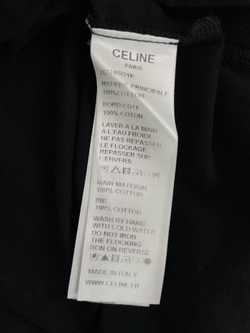 CELINE
PARIS
MATIERE PRINCIPALE
100%COTON
BORD-COTE
100%COTON
LAVER A LA MAIN
A L'EAU FROIDE
NE PAS REPASSER
LE FLOCKAGE
REPASSER SUR
L'ENVERS
MAIN MATERIAL
100% COTTON
RIB
100% COTTON
WASH BY HAND
WITH COLD WATER
DO NOT IRON
THE FLOCKING
IRON ON REVERSE
MADE IN ITALY
WWW.CELINE.FR